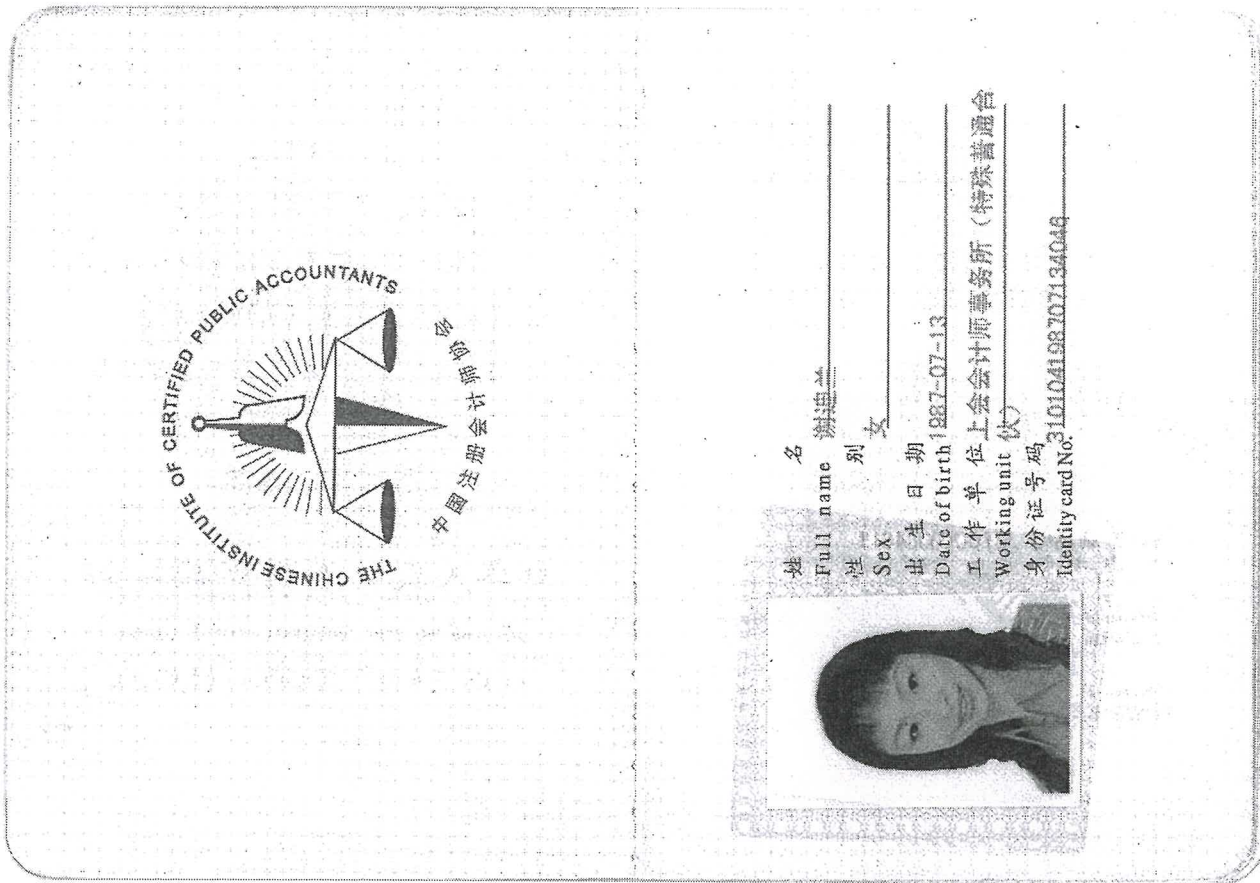 THE CHINESE INSTITUTE OF CERTIFIED PUBLIC ACCOUNTANTS
中国注册会计师协会
姓 名
Full name
性 别
Sex 女
出 生 日 期
Date of birth 1987-07-13
工 作 单 位 上会会计师事务所（特殊普通合
Working unit 伙）
身 份 证 号 码
Identity card No. 310104198707134046